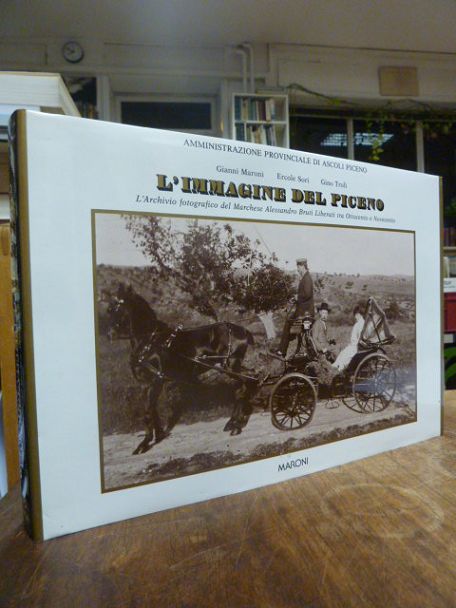 AMMINISTRAZIONE PROVINCIALE DI ASCOLI PICENO
Gianni Maroni Ercole Sori Gino Troli
L'IMMAGINE DEL PICENO
L'Archivio fotografico del Marchese Alessandro Bruti Liberati tra Ottocento e Novecento
MARONI